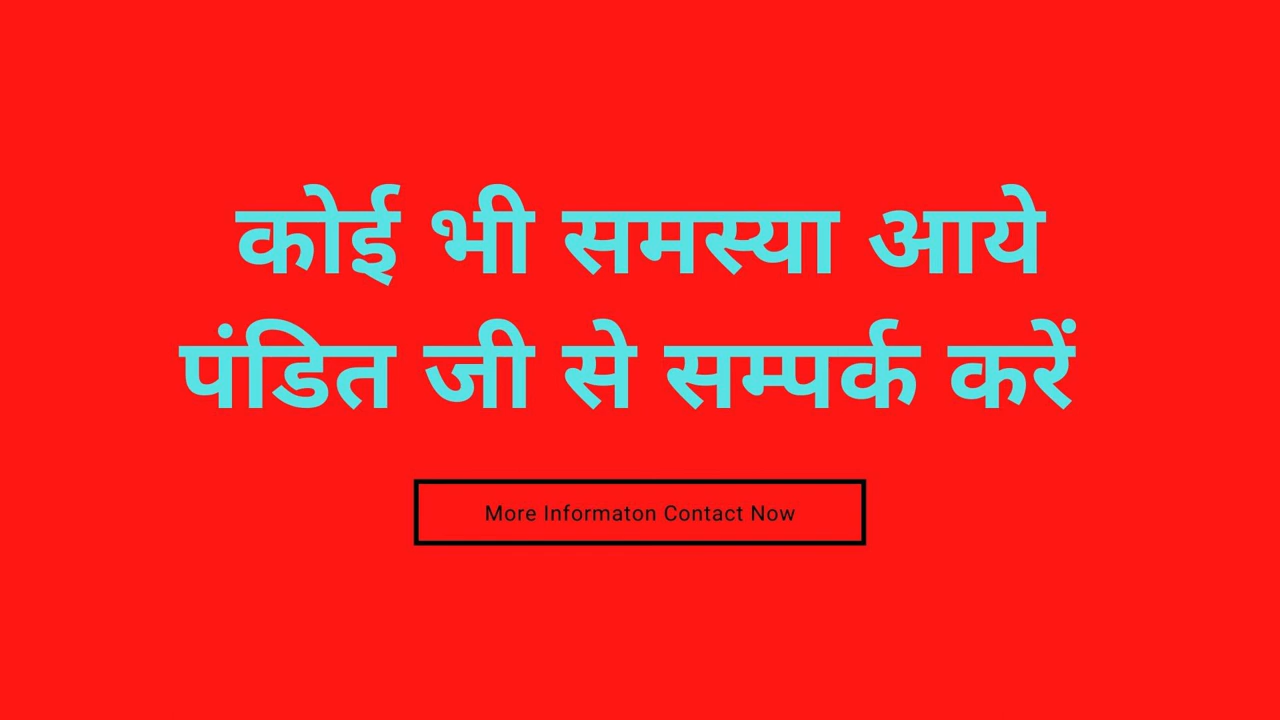 कोई भी समस्या आये
पंडित जी से सम्पर्क करें
More Informaton Contact Now